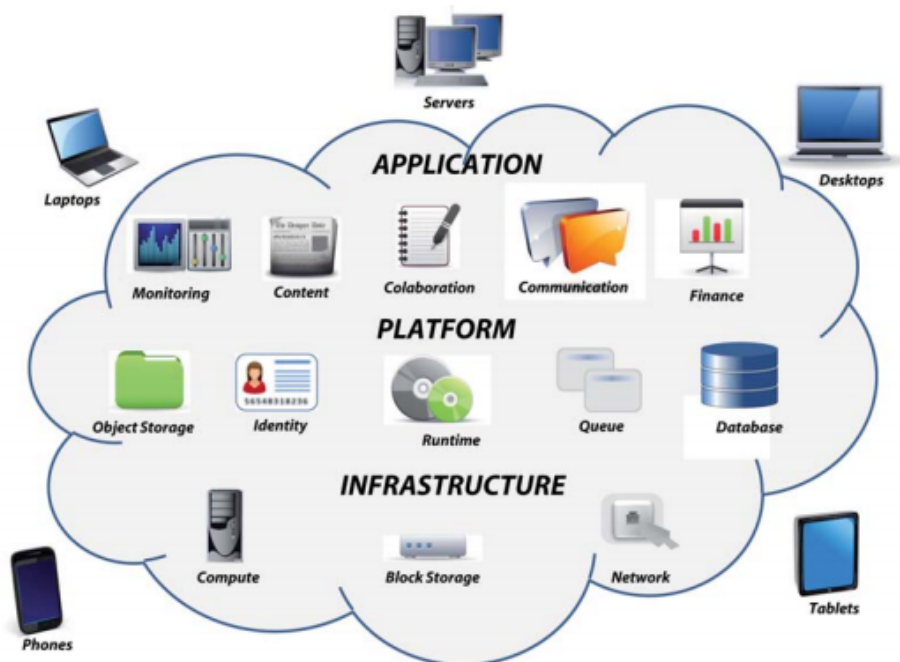 Servers
Laptops
Desktops
APPLICATION
Monitoring
Content
Colaboration
Communication
Finance
PLATFORM
Object Storage
Identity
Runtime
Queue
Database
INFRASTRUCTURE
Compute
Block Storage
Network
Phones
Tablets
56548318236